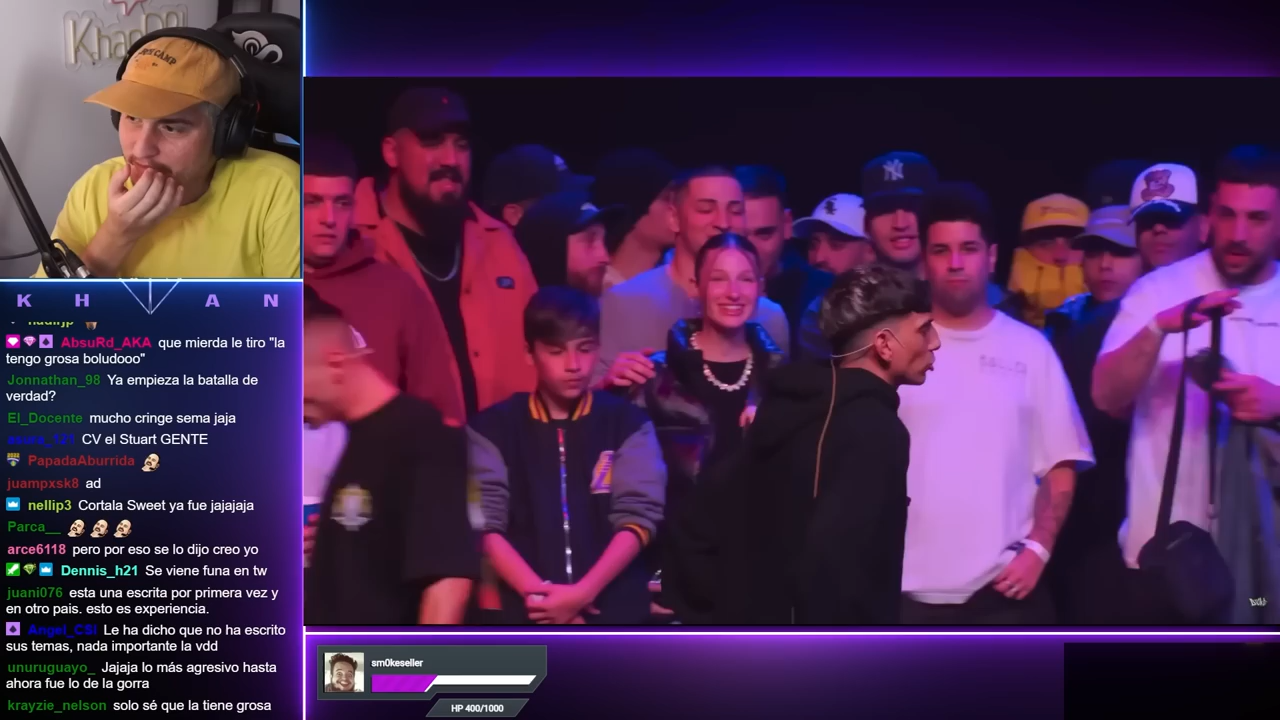 Khan
CAMP
K H A N
AbsuRd_AKA que mierda le tiro "la
tengo grosa boludooo"
Jonnathan_98 Ya empieza la batalla de
verdad?
El_Docente mucho cringe sema jaja
CV el Stuart GENTE
PapadaAburrida
juampxsk8 ad
nellip3 Cortala Sweet ya fue jajajaja
Parca__
arce6118 pero por eso se lo dijo creo yo
Dennis_h21 Se viene funa en tw
juani076 esta una escrita por primera vez y
en otro pais. esto es experiencia.
Angel_CSI Le ha dicho que no ha escrito
sus temas, nada importante la vdd
unuruguayo_ Jajaja lo más agresivo hasta
ahora fue lo de la gorra
krayzie_nelson solo sé que la tiene grosa
NY
sm0keseller
HP 400/1000